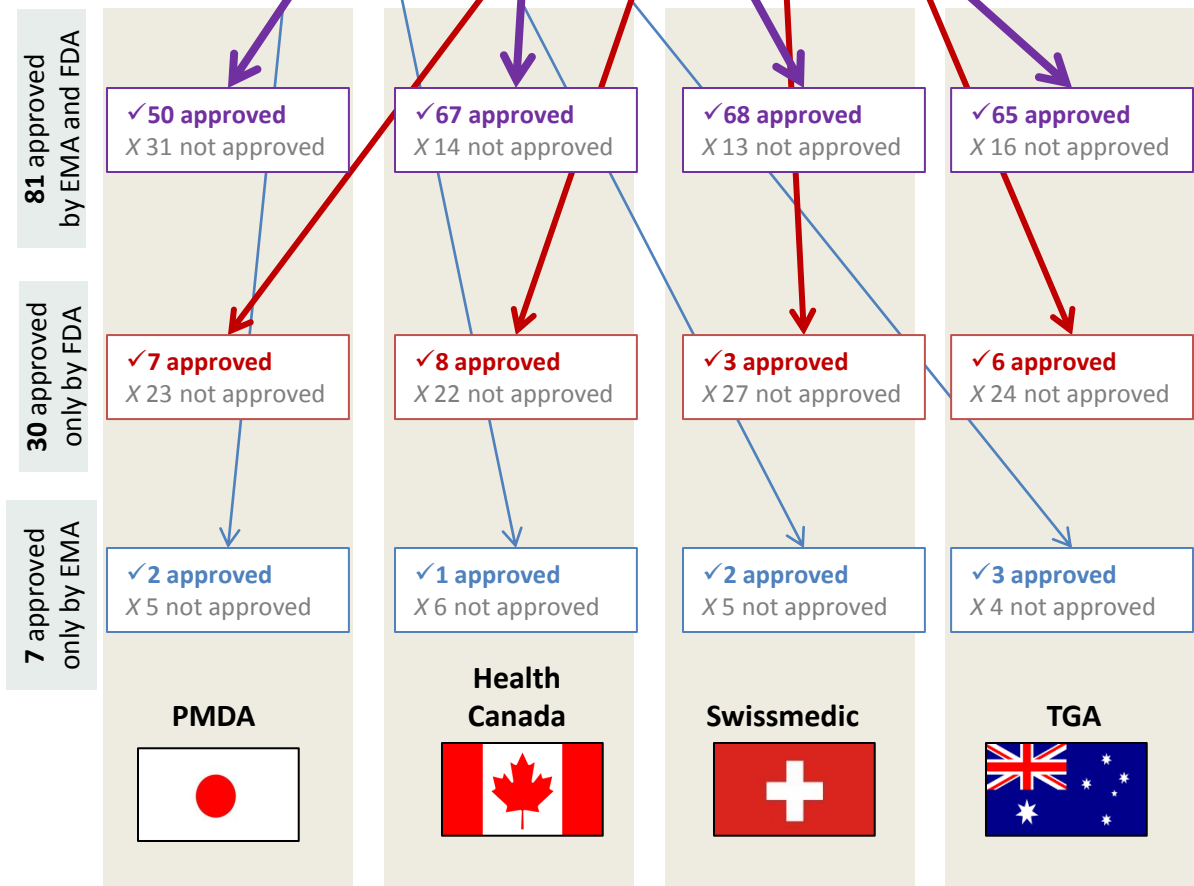 81 approved
by EMA and FDA
✓50 approved
X 31 not approved
✓67 approved
X 14 not approved
✓68 approved
X 13 not approved
✓65 approved
X 16 not approved
30 approved
only by FDA
✓7 approved
X 23 not approved
✓8 approved
X 22 not approved
✓3 approved
X 27 not approved
✓6 approved
X 24 not approved
7 approved
only by EMA
✓2 approved
X 5 not approved
✓1 approved
X 6 not approved
✓2 approved
X 5 not approved
✓3 approved
X 4 not approved
PMDA
Health
Canada
Swissmedic
TGA